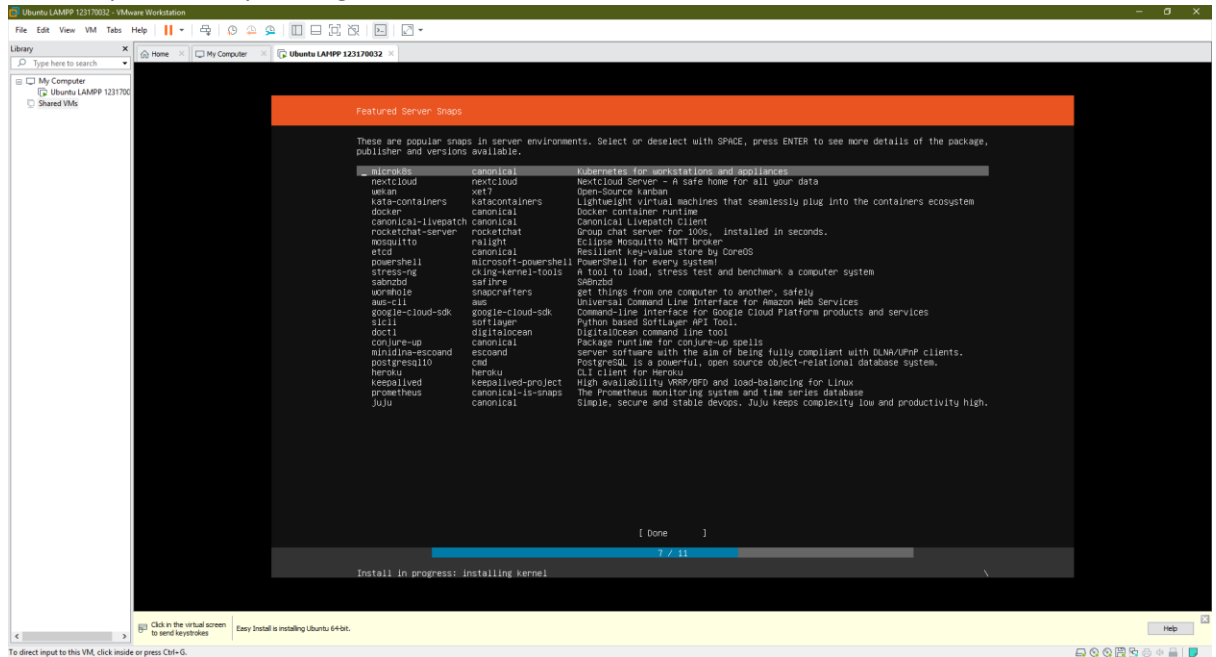 Ubuntu LAMPP 123170032 - VMware Workstation
File Edit View VM Tabs Help
Library
Home
My Computer
Ubuntu LAMPP 123170032
Type here to search
My Computer
Ubuntu LAMPP 1231700
Shared VMs
Featured Server Snaps
These are popular snaps in server environments. Select or deselect with SPACE, press ENTER to see more details of the package,
publisher and versions available.
microk8s canonical Kubernetes for workstations and appliances
nextcloud nextcloud Nextcloud Server - A safe home for all your data
wekan xet7 Open-Source kanban
kata-containers katacontainers Lightweight virtual machines that seamlessly plug into the containers ecosystem
docker canonical Docker container runtime
canonical-livepatch canonical Canonical Livepatch Client
rocketchat-server rocketchat Group chat server for 100s, installed in seconds.
mosquitto ralight Eclipse Mosquitto MQTT broker
etcd canonical Resilient key-value store by CoreOS
powershell microsoft-powershell PowerShell for every system!
stress-ng cking-kernel-tools A tool to load, stress test and benchmark a computer system
sabnzbd safihre SABnzbd
wormhole snapcrafters get things from one computer to another, safely
aws-cli aws Universal Command Line Interface for Amazon Web Services
google-cloud-sdk google-cloud-sdk Command-line interface for Google Cloud Platform products and services
slcli softlayer Python based SoftLayer API Tool.
doctl digitalocean DigitalOcean command line tool
conjure-up canonical Package runtime for conjure-up spells
minidlna-escoand escoand server software with the aim of being fully compliant with DLNA/UPnP clients.
postgresql10 cmd PostgreSQL is a powerful, open source object-relational database system.
heroku heroku CLI client for Heroku
keepalived keepalived-project High availability VRRP/BFD and load-balancing for Linux
prometheus canonical-is-snaps The Prometheus monitoring system and time series database
juju canonical Simple, secure and stable devops. Juju keeps complexity low and productivity high.
[ Done ]
7 / 11
Install in progress: installing kernel \
Click in the virtual screen
to send keystrokes
Easy Install is installing Ubuntu 64-bit.
Help
To direct input to this VM, click inside or press Ctrl+G.